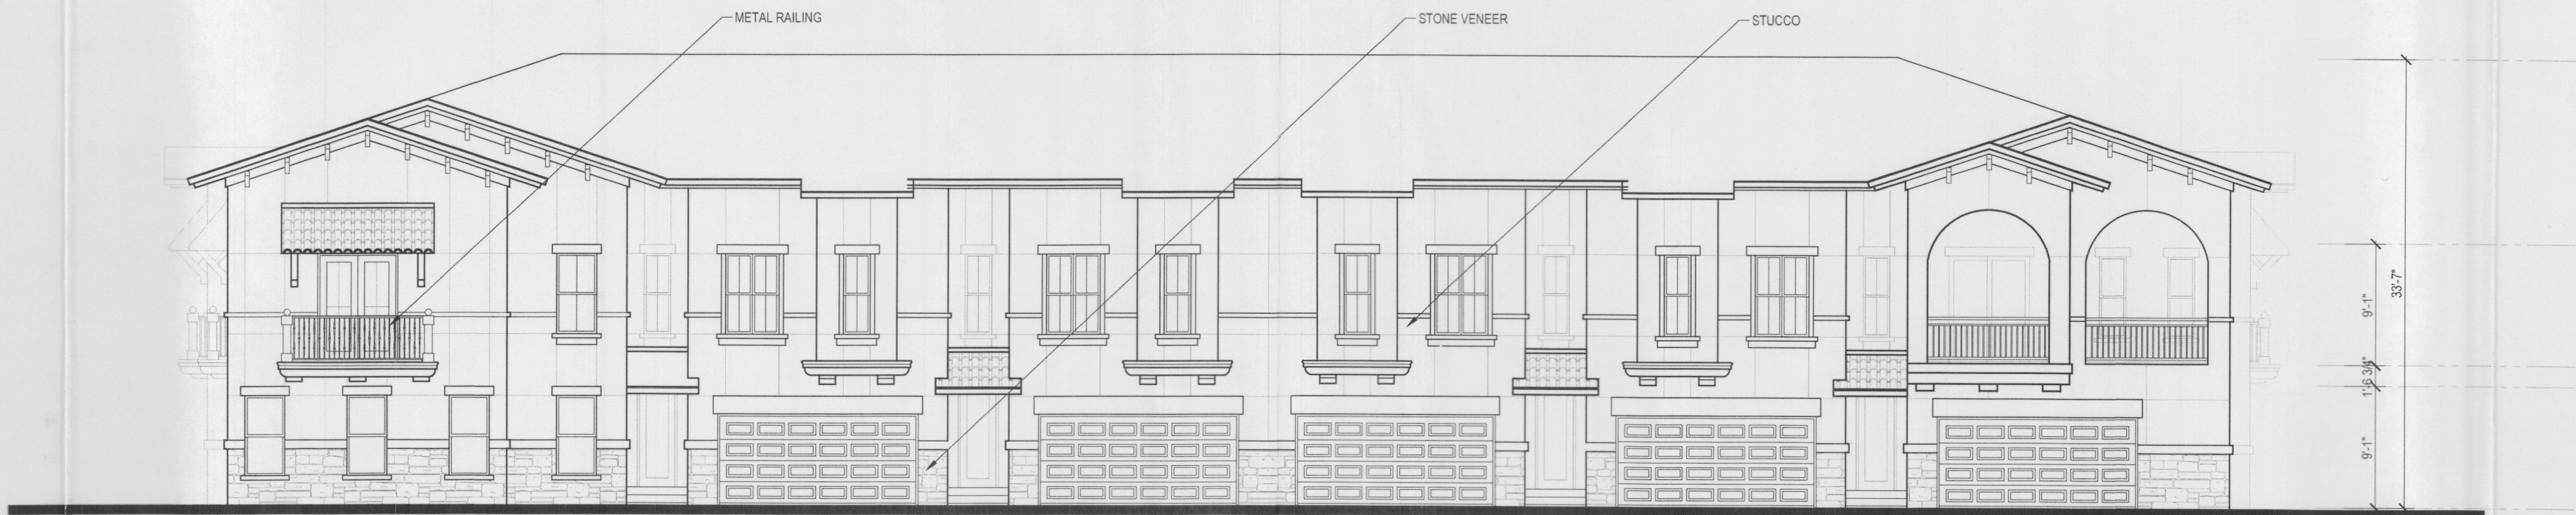 METAL RAILING
STONE VENEER
STUCCO
33'-7"
9'-1"
1'-6 3/4"
9'-1"